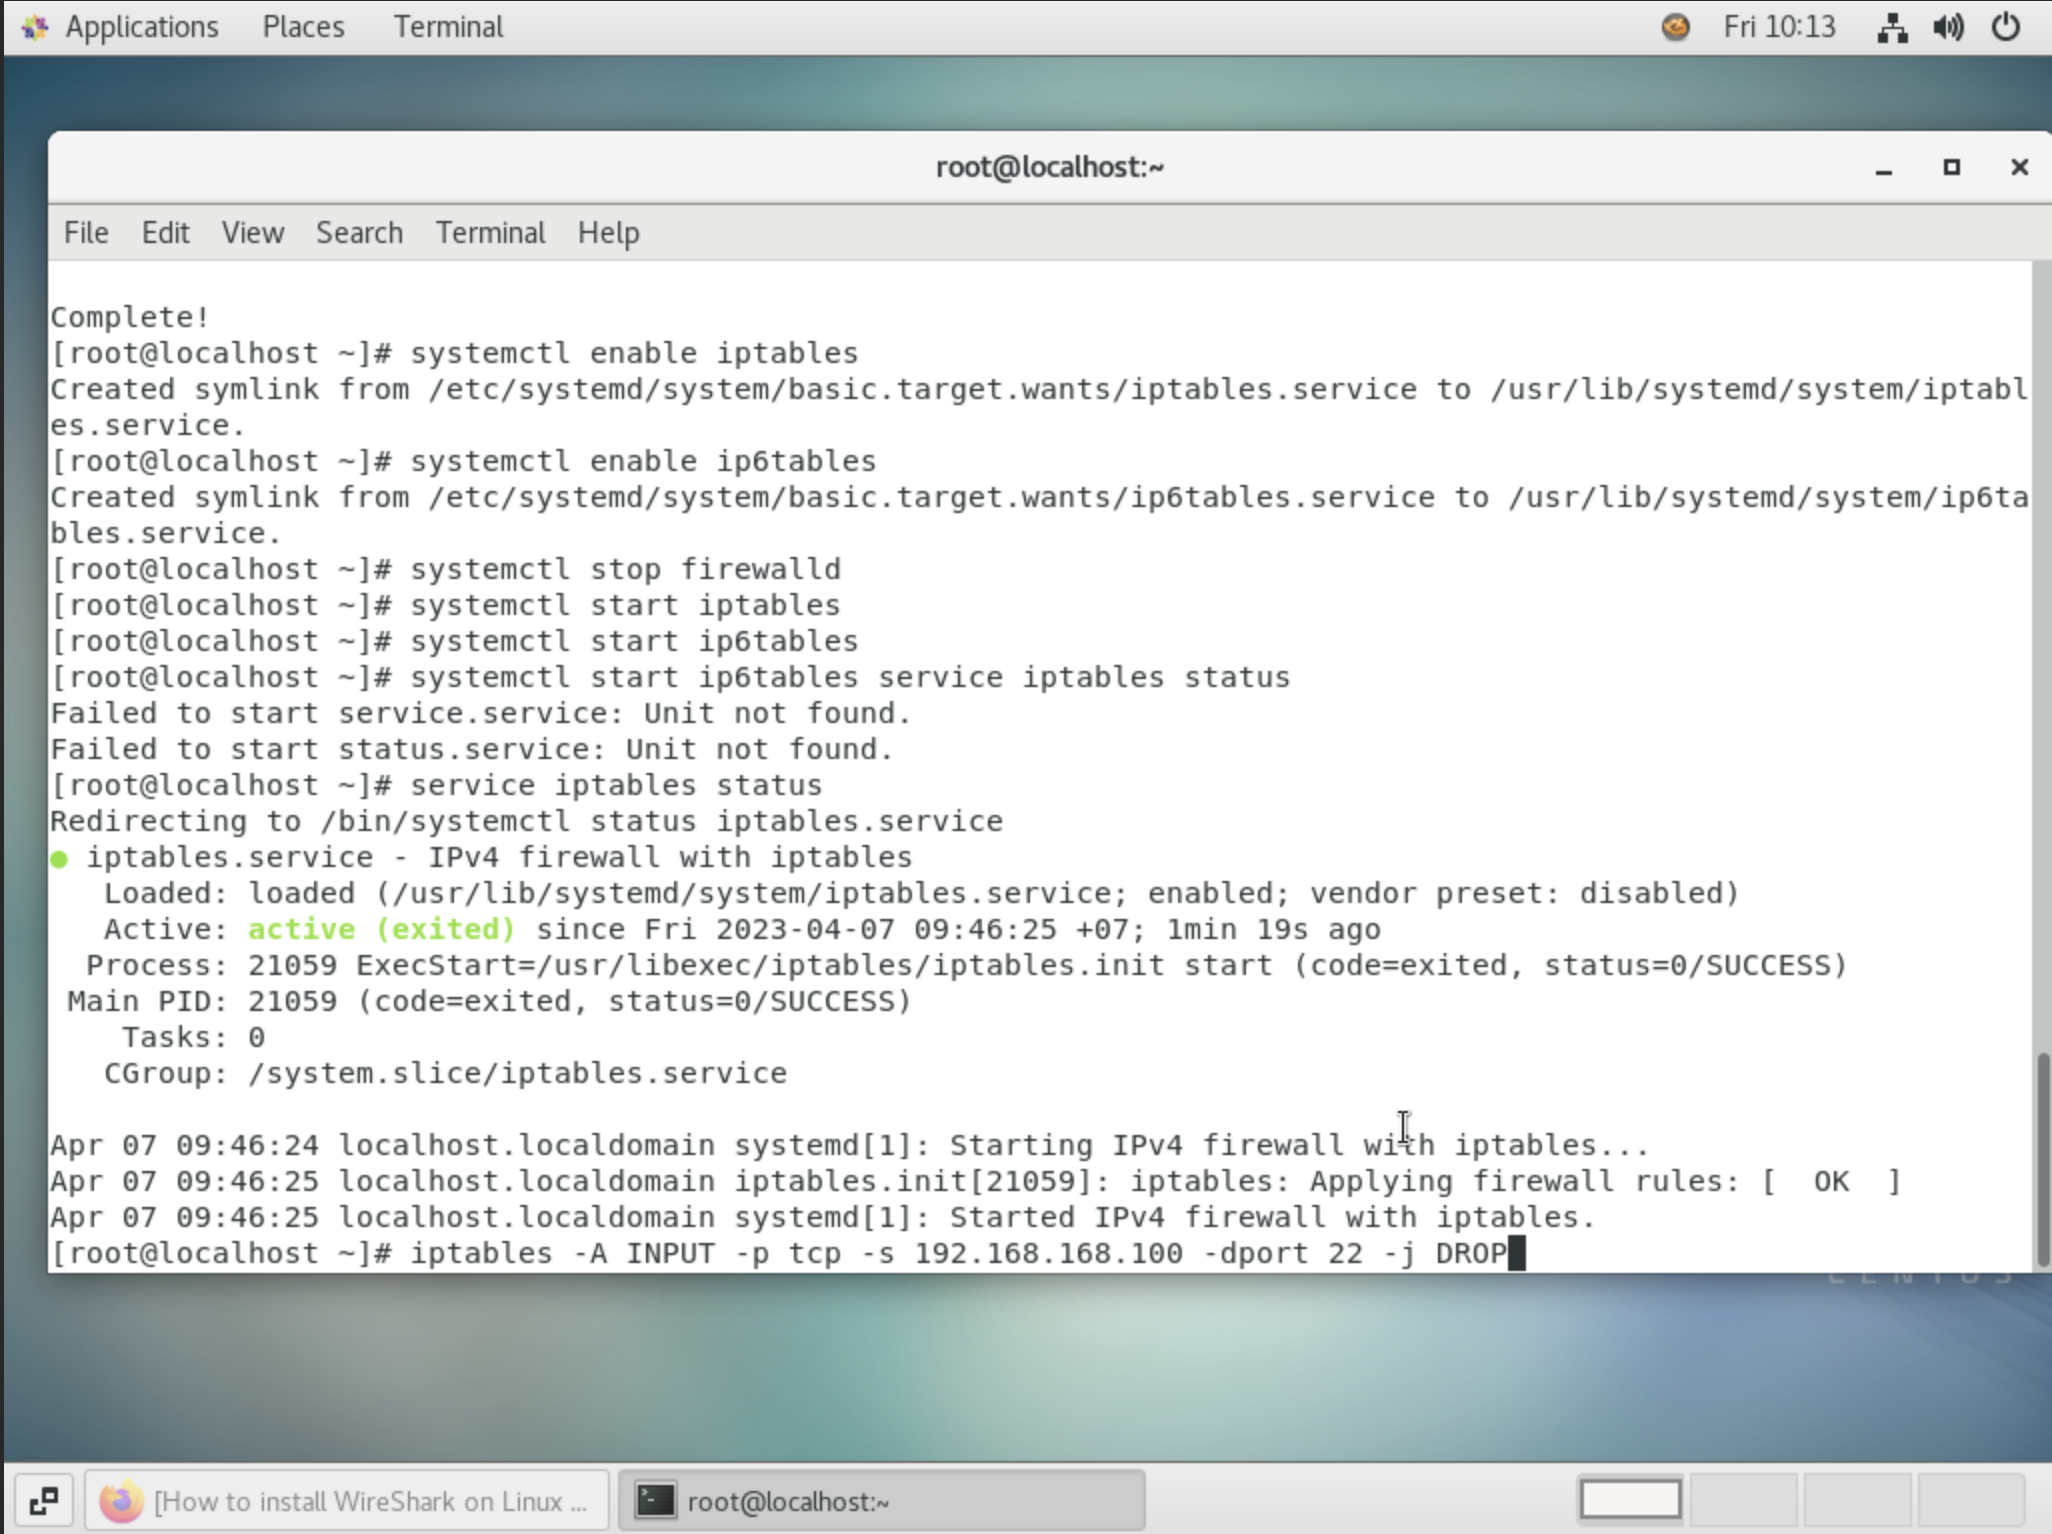 Applications Places Terminal Fri 10:13
root@localhost:~
File Edit View Search Terminal Help
Complete!
[root@localhost ~]# systemctl enable iptables
Created symlink from /etc/systemd/system/basic.target.wants/iptables.service to /usr/lib/systemd/system/iptabl
es.service.
[root@localhost ~]# systemctl enable ip6tables
Created symlink from /etc/systemd/system/basic.target.wants/ip6tables.service to /usr/lib/systemd/system/ip6ta
bles.service.
[root@localhost ~]# systemctl stop firewalld
[root@localhost ~]# systemctl start iptables
[root@localhost ~]# systemctl start ip6tables
[root@localhost ~]# systemctl start ip6tables service iptables status
Failed to start service.service: Unit not found.
Failed to start status.service: Unit not found.
[root@localhost ~]# service iptables status
Redirecting to /bin/systemctl status iptables.service
● iptables.service - IPv4 firewall with iptables
Loaded: loaded (/usr/lib/systemd/system/iptables.service; enabled; vendor preset: disabled)
Active: active (exited) since Fri 2023-04-07 09:46:25 +07; 1min 19s ago
Process: 21059 ExecStart=/usr/libexec/iptables/iptables.init start (code=exited, status=0/SUCCESS)
Main PID: 21059 (code=exited, status=0/SUCCESS)
Tasks: 0
CGroup: /system.slice/iptables.service
Apr 07 09:46:24 localhost.localdomain systemd[1]: Starting IPv4 firewall with iptables...
Apr 07 09:46:25 localhost.localdomain iptables.init[21059]: iptables: Applying firewall rules: [  OK  ]
Apr 07 09:46:25 localhost.localdomain systemd[1]: Started IPv4 firewall with iptables.
[root@localhost ~]# iptables -A INPUT -p tcp -s 192.168.168.100 -dport 22 -j DROP
CENTOS
[How to install WireShark on Linux ... root@localhost:~